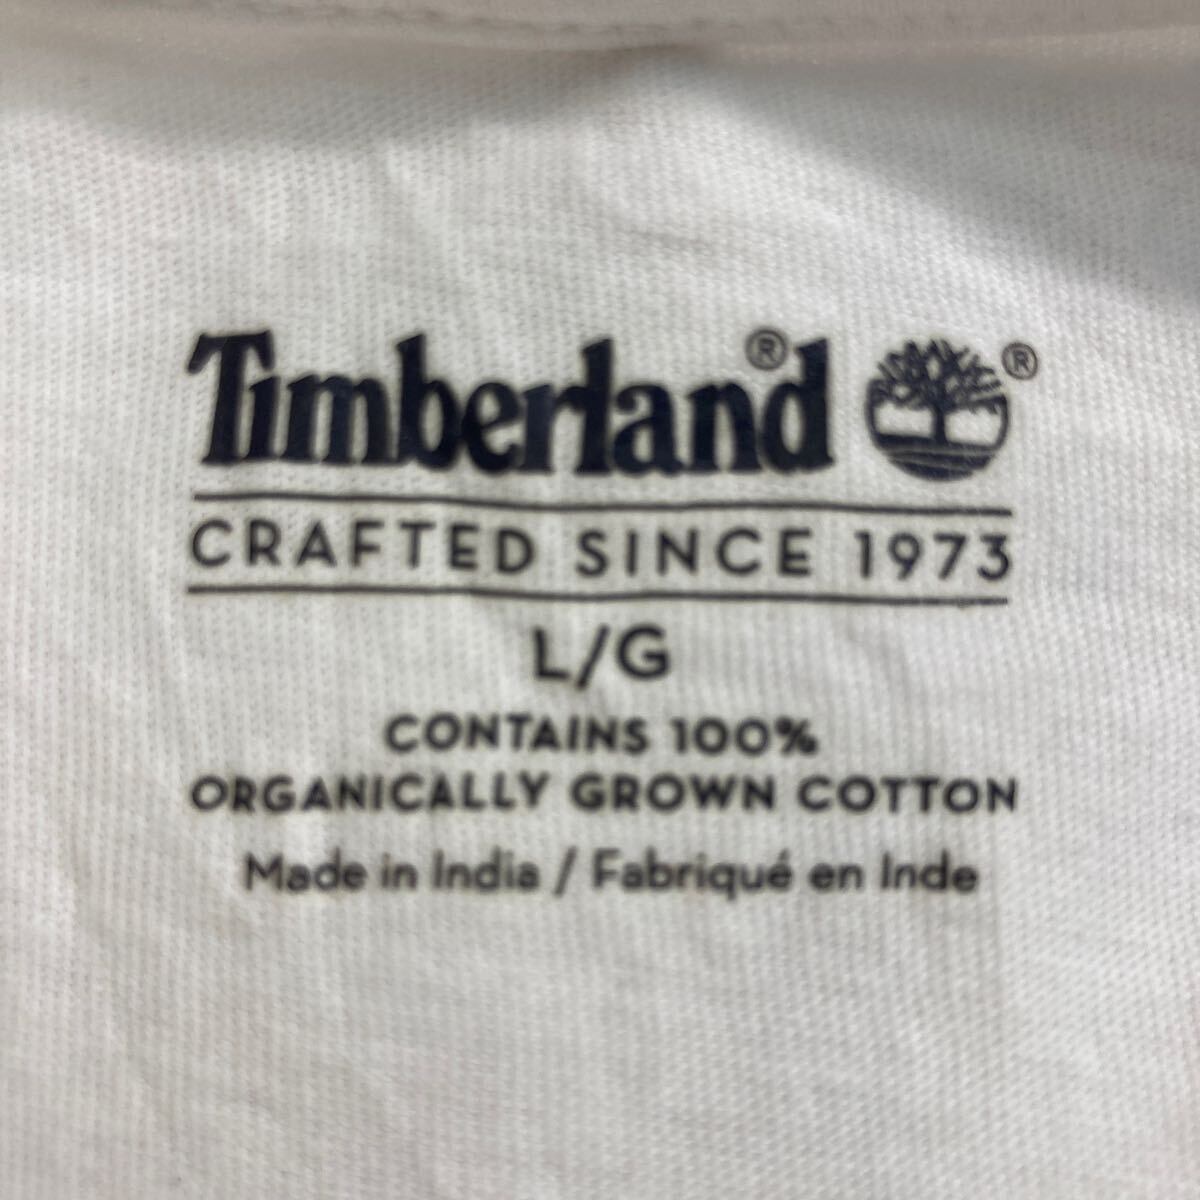 Timberland® ®
CRAFTED SINCE 1973
L/G
CONTAINS 100%
ORGANICALLY GROWN COTTON
Made in India / Fabriqué en Inde